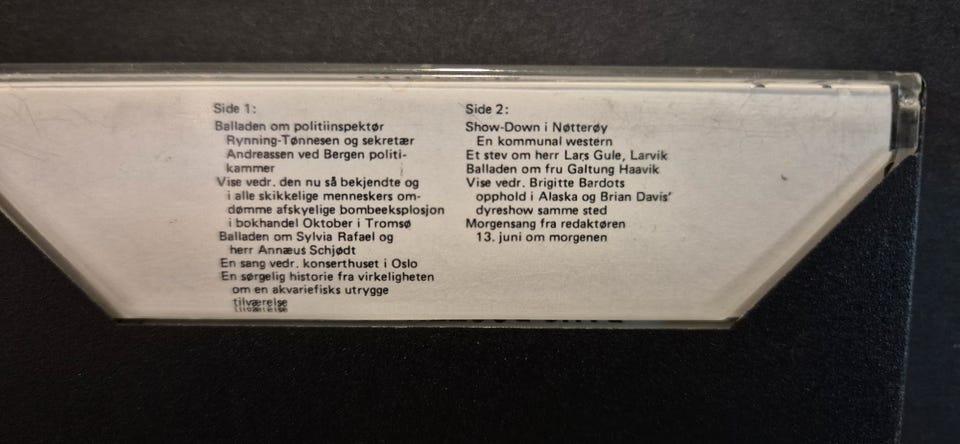 Side 1:
Balladen om politiinspektør
Rynning-Tønnesen og sekretær
Andreassen ved Bergen politi-
kammer
Vise vedr. den nu så bekjendte og
i alle skikkelige menneskers om-
dømme afskyelige bombeeksplosjon
i bokhandel Oktober i Tromsø
Balladen om Sylvia Rafael og
herr Annæus Schjødt
En sang vedr. konserthuset i Oslo
En sørgelig historie fra virkeligheten
om en akvariefisks utrygge
tilværelse
Side 2:
Show-Down i Nøtterøy
En kommunal western
Et stev om herr Lars Gule, Larvik
Balladen om fru Galtung Haavik
Vise vedr. Brigitte Bardots
opphold i Alaska og Brian Davis'
dyreshow samme sted
Morgensang fra redaktøren
13. juni om morgenen